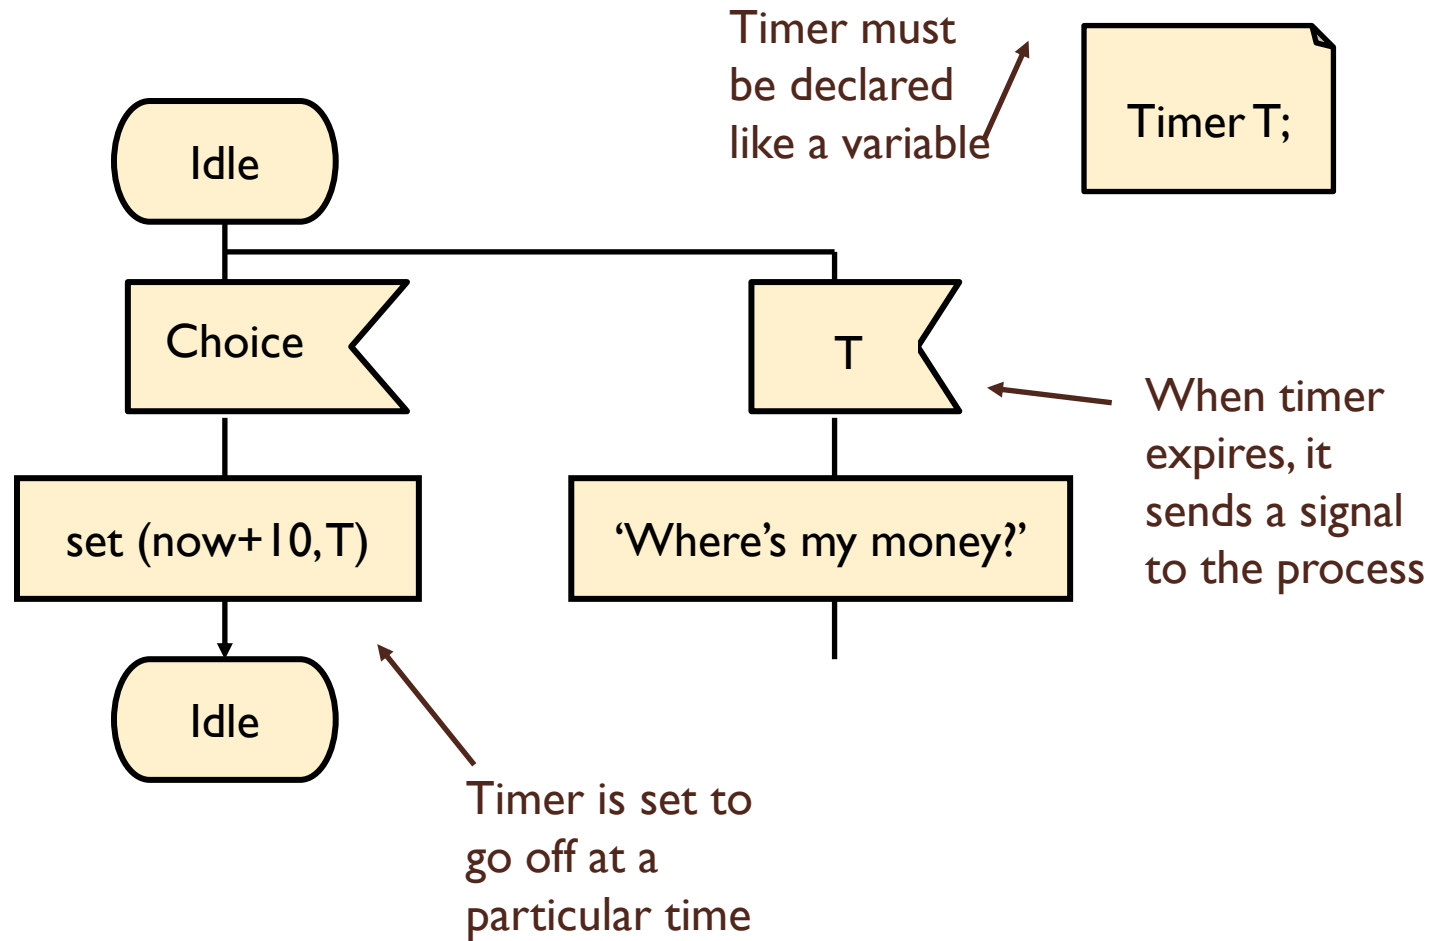 Timer must
be declared
like a variable
Timer T;
Idle
Choice
T
When timer
expires, it
sends a signal
to the process
set (now+10, T)
‘Where’s my money?’
Idle
Timer is set to
go off at a
particular time